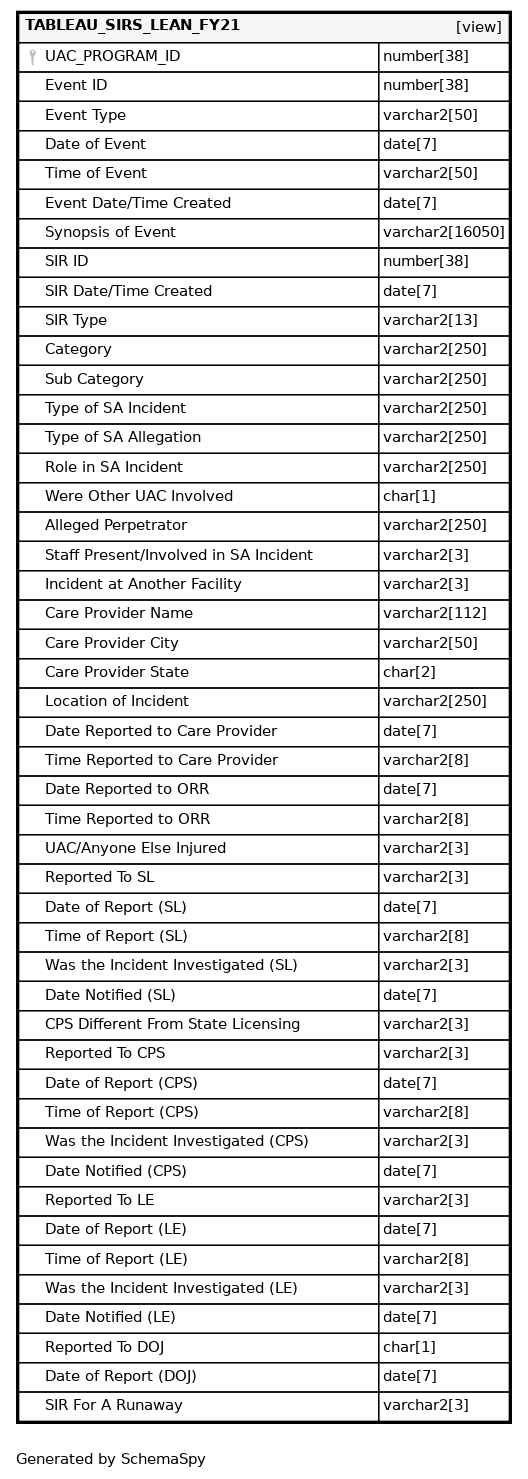 TABLEAU_SIRS_LEAN_FY21 [view]
UAC_PROGRAM_ID number[38]
Event ID number[38]
Event Type varchar2[50]
Date of Event date[7]
Time of Event varchar2[50]
Event Date/Time Created date[7]
Synopsis of Event varchar2[16050]
SIR ID number[38]
SIR Date/Time Created date[7]
SIR Type varchar2[13]
Category varchar2[250]
Sub Category varchar2[250]
Type of SA Incident varchar2[250]
Type of SA Allegation varchar2[250]
Role in SA Incident varchar2[250]
Were Other UAC Involved char[1]
Alleged Perpetrator varchar2[250]
Staff Present/Involved in SA Incident varchar2[3]
Incident at Another Facility varchar2[3]
Care Provider Name varchar2[112]
Care Provider City varchar2[50]
Care Provider State char[2]
Location of Incident varchar2[250]
Date Reported to Care Provider date[7]
Time Reported to Care Provider varchar2[8]
Date Reported to ORR date[7]
Time Reported to ORR varchar2[8]
UAC/Anyone Else Injured varchar2[3]
Reported To SL varchar2[3]
Date of Report (SL) date[7]
Time of Report (SL) varchar2[8]
Was the Incident Investigated (SL) varchar2[3]
Date Notified (SL) date[7]
CPS Different From State Licensing varchar2[3]
Reported To CPS varchar2[3]
Date of Report (CPS) date[7]
Time of Report (CPS) varchar2[8]
Was the Incident Investigated (CPS) varchar2[3]
Date Notified (CPS) date[7]
Reported To LE varchar2[3]
Date of Report (LE) date[7]
Time of Report (LE) varchar2[8]
Was the Incident Investigated (LE) varchar2[3]
Date Notified (LE) date[7]
Reported To DOJ char[1]
Date of Report (DOJ) date[7]
SIR For A Runaway varchar2[3]
Generated by SchemaSpy